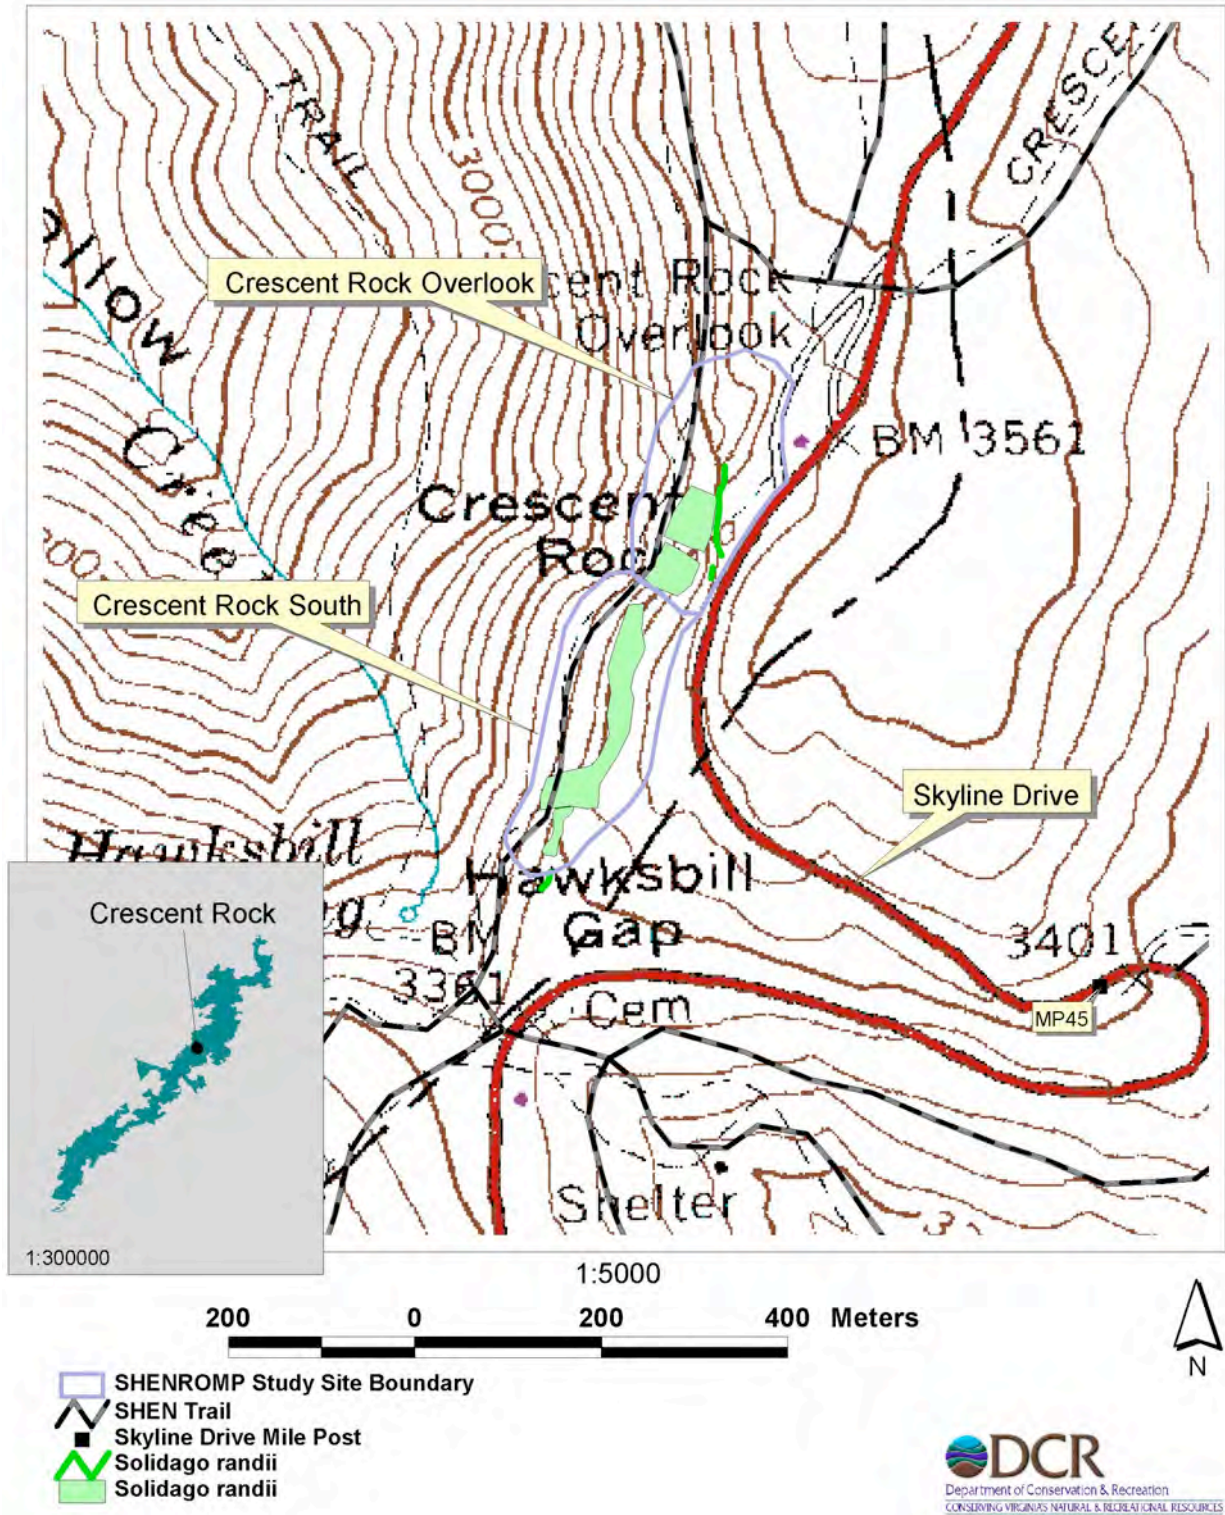 TRAIL
3000
CRESCE
ollow
Creek
Crescent Rock Overlook
cent Rock
Overlook
BM 3561
Crescent
Roc
Crescent Rock South
Skyline Drive
Hawksbill
Hawksbill
Gap
BM
3361
3401
Cem
MP45
Shelter
Crescent Rock
1:300000
1:5000
200 0 200 400 Meters
SHENROMP Study Site Boundary
SHEN Trail
Skyline Drive Mile Post
Solidago randii
Solidago randii
N
DCR
Department of Conservation & Recreation
CONSERVING VIRGINIA'S NATURAL & RECREATIONAL RESOURCES